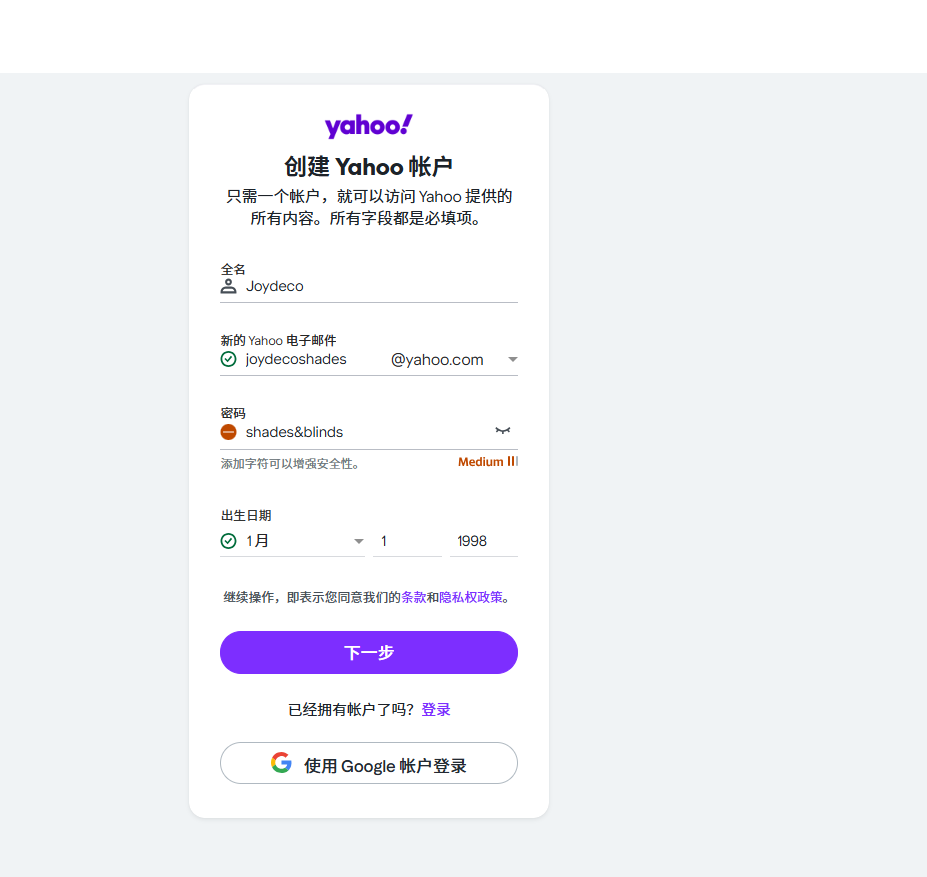 yahoo!
创建 Yahoo 帐户
只需一个帐户，就可以访问 Yahoo 提供的
所有内容。所有字段都是必填项。
全名
Joydeco
新的 Yahoo 电子邮件
joydecoshades @yahoo.com
密码
shades&blinds
添加字符可以增强安全性。 Medium
出生日期
1 月 1 1998
继续操作，即表示您同意我们的条款和隐私权政策。
下一步
已经拥有帐户了吗？登录
使用 Google 帐户登录